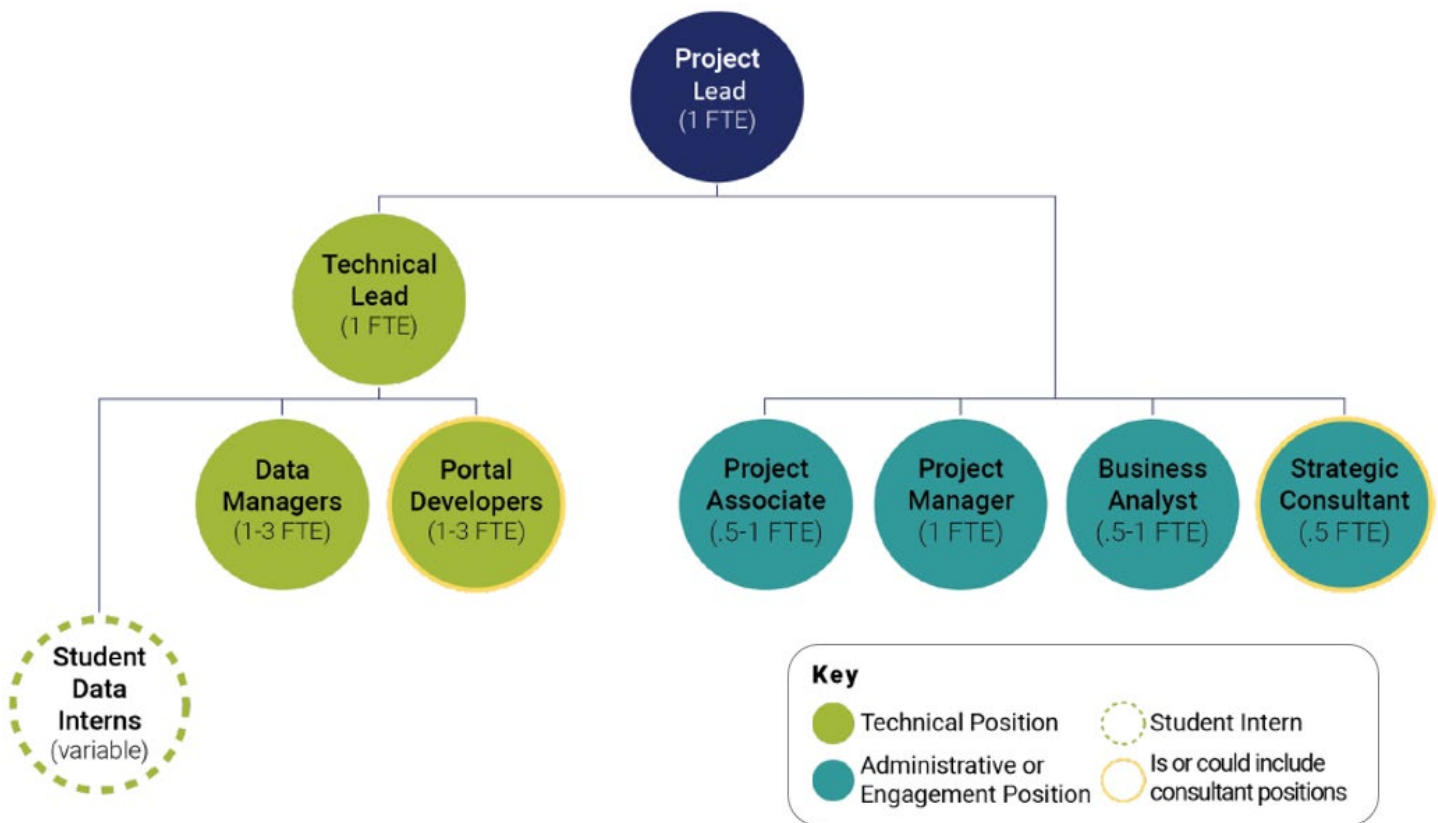 Project
Lead
(1 FTE)
Technical
Lead
(1 FTE)
Data
Managers
(1-3 FTE)
Portal
Developers
(1-3 FTE)
Project
Associate
(.5-1 FTE)
Project
Manager
(1 FTE)
Business
Analyst
(.5-1 FTE)
Strategic
Consultant
(.5 FTE)
Student
Data
Interns
(variable)
Key
Technical Position
Student Intern
Administrative or
Engagement Position
Is or could include
consultant positions